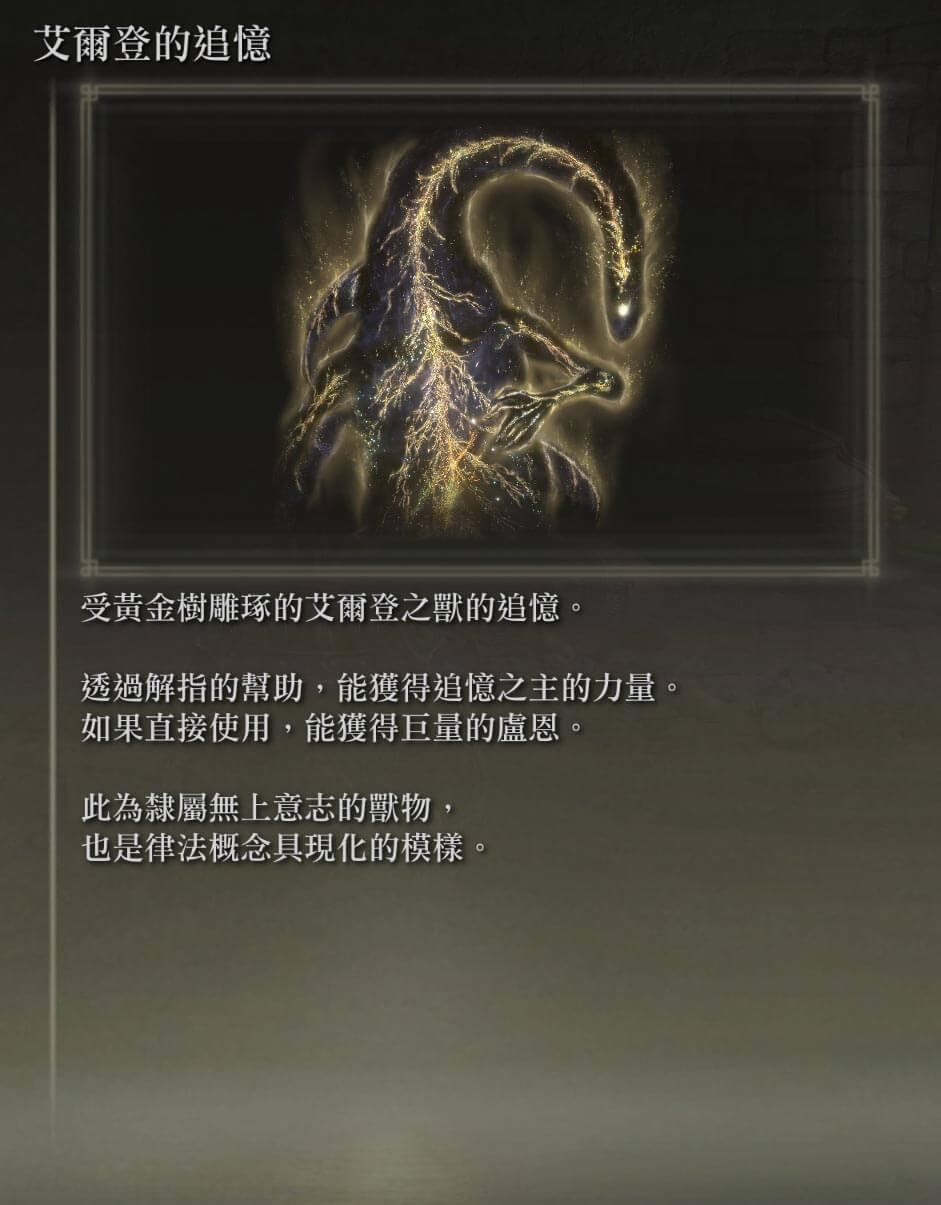 艾爾登的追憶
受黃金樹雕琢的艾爾登之獸的追憶。
透過解指的幫助，能獲得追憶之主的力量。
如果直接使用，能獲得巨量的盧恩。
此為隸屬無上意志的獸物，
也是律法概念具現化的模樣。